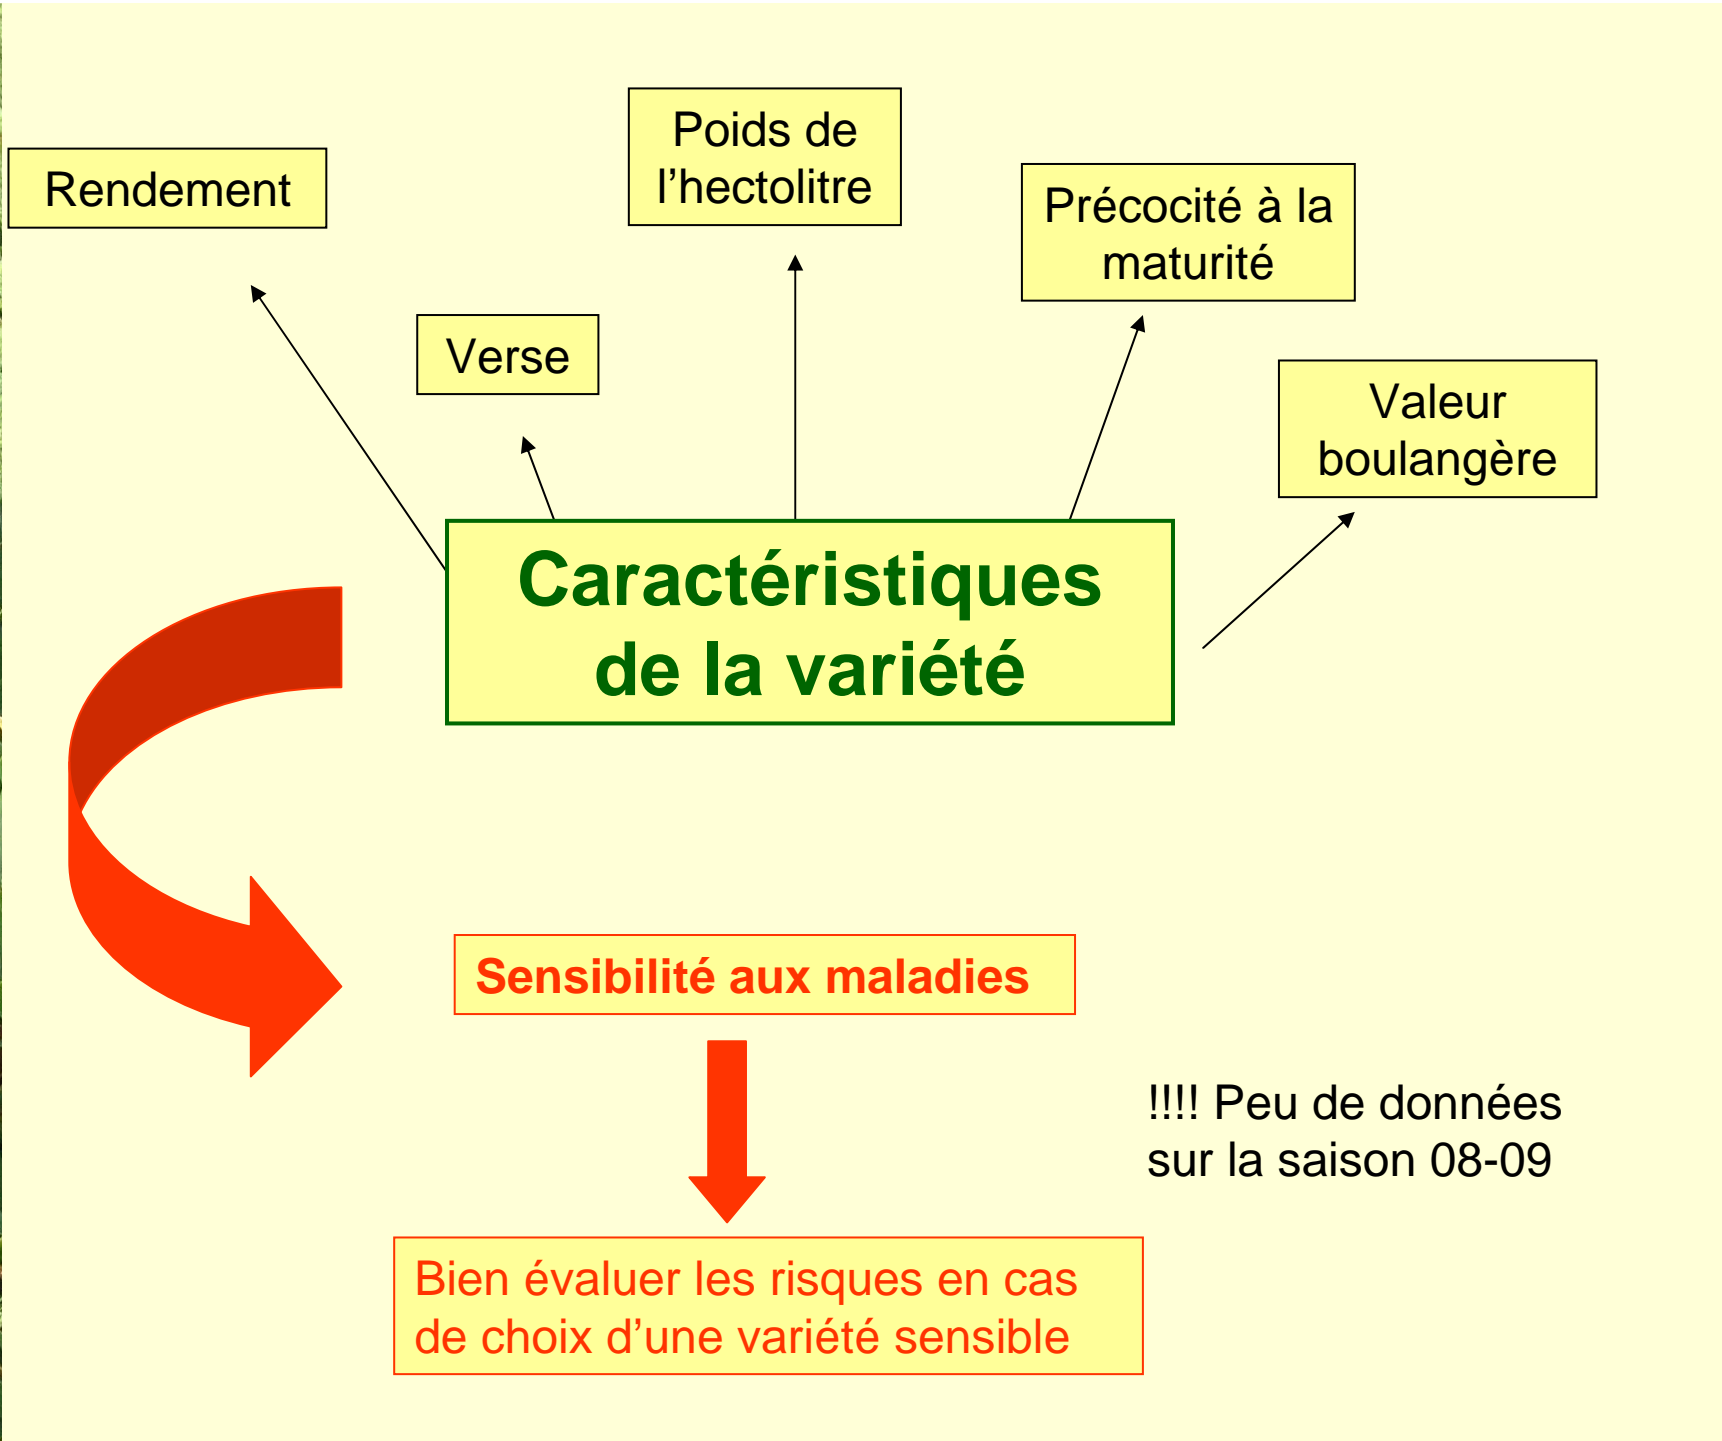 Rendement
Poids de
l’hectolitre
Précocité à la
maturité
Verse
Valeur
boulangère
Caractéristiques
de la variété
Sensibilité aux maladies
!!!! Peu de données
sur la saison 08-09
Bien évaluer les risques en cas
de choix d’une variété sensible